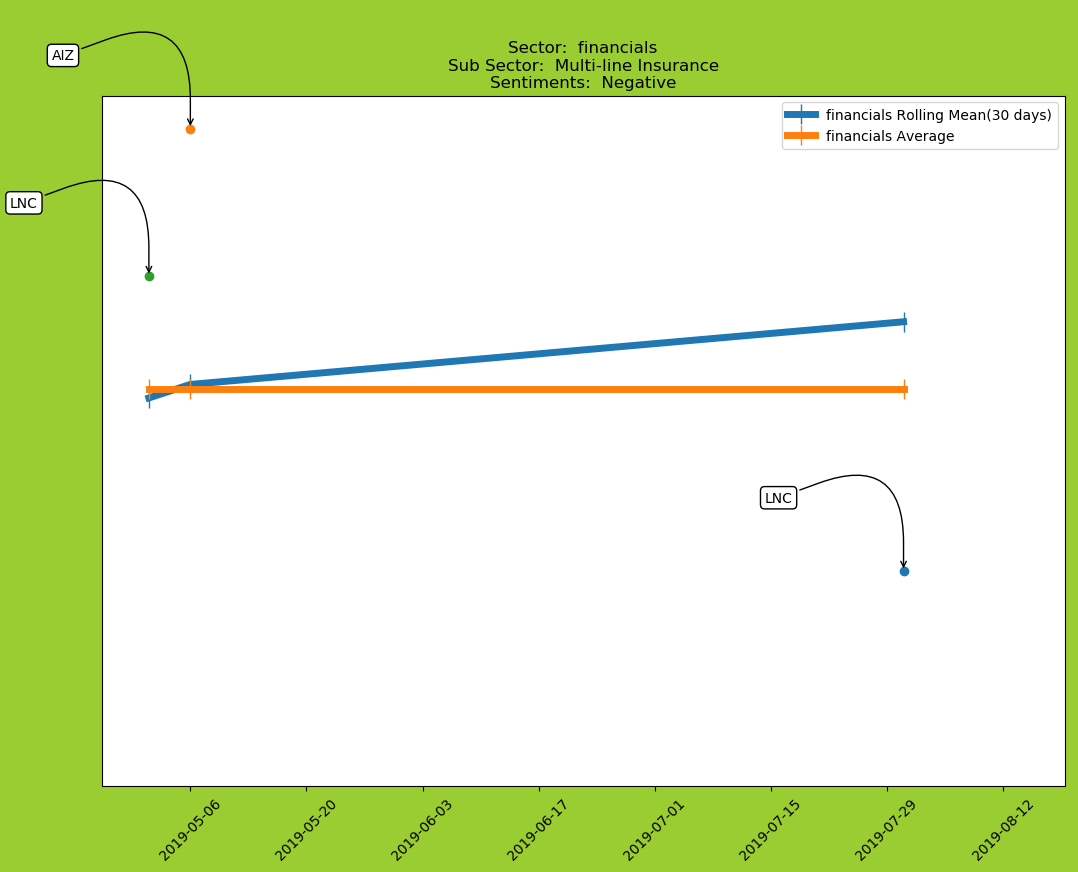 AIZ
Sector:  financials
Sub Sector:  Multi-line Insurance
Sentiments:  Negative
financials Rolling Mean(30 days)
financials Average
LNC
LNC
2019-05-06
2019-05-20
2019-06-03
2019-06-17
2019-07-01
2019-07-15
2019-07-29
2019-08-12